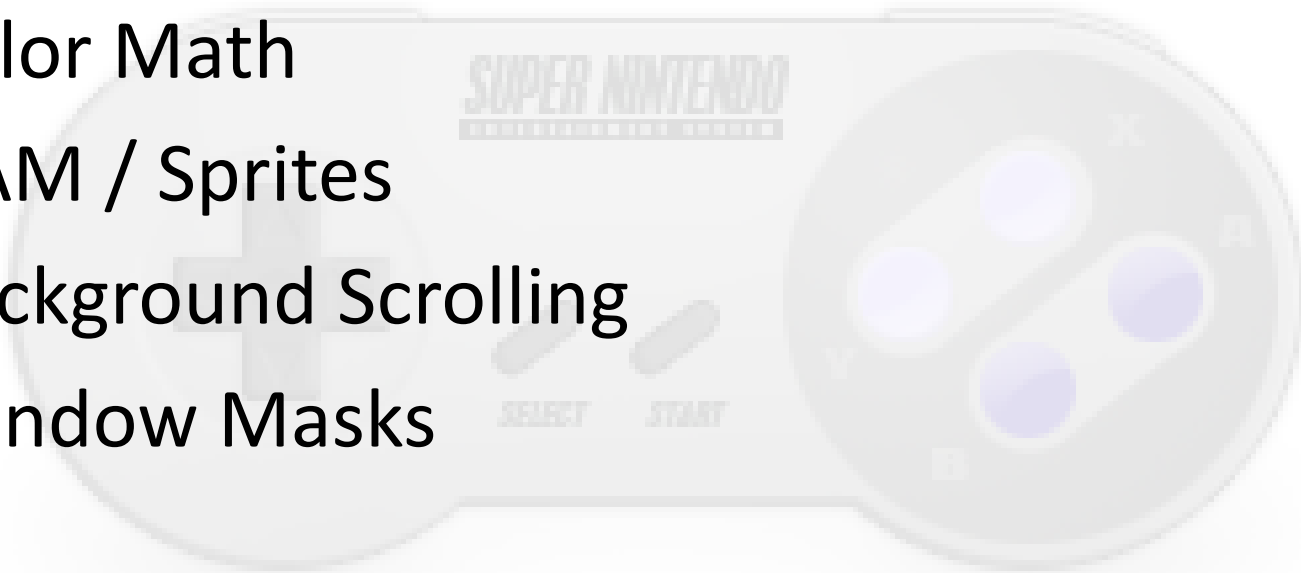 lor Math
SUPER NINTENDO
X
AM / Sprites
A
ckground Scrolling
Y
SELECT START
ndow Masks
B